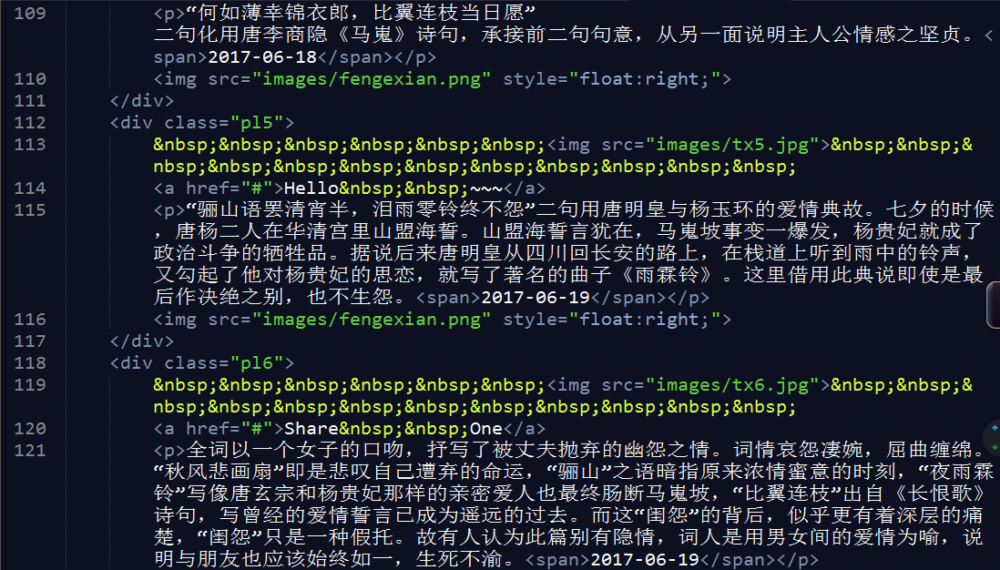 109 <p>“何如薄幸锦衣郎，比翼连枝当日愿”
二句化用唐李商隐《马嵬》诗句，承接前二句句意，从另一面说明主人公情感之坚贞。<
span>2017-06-18</span></p>
110 <img src="images/fengexian.png" style="float:right;">
111 </div>
112 <div class="pl5">
113 &nbsp;&nbsp;&nbsp;&nbsp;&nbsp;&nbsp;<img src="images/tx5.jpg">&nbsp;&nbsp;&
nbsp;&nbsp;&nbsp;&nbsp;&nbsp;&nbsp;&nbsp;&nbsp;&nbsp;&nbsp;
114 <a href="#">Hello&nbsp;&nbsp;~~~</a>
115 <p>“骊山语罢清宵半，泪雨零铃终不怨”二句用唐明皇与杨玉环的爱情典故。七夕的时候
，唐杨二人在华清宫里山盟海誓。山盟海誓言犹在，马嵬坡事变一爆发，杨贵妃就成了
政治斗争的牺牲品。据说后来唐明皇从四川回长安的路上，在栈道上听到雨中的铃声，
又勾起了他对杨贵妃的思恋，就写了著名的曲子《雨霖铃》。这里借用此典说即使是最
后作决绝之别，也不生怨。<span>2017-06-19</span></p>
116 <img src="images/fengexian.png" style="float:right;">
117 </div>
118 <div class="pl6">
119 &nbsp;&nbsp;&nbsp;&nbsp;&nbsp;&nbsp;<img src="images/tx6.jpg">&nbsp;&nbsp;&
nbsp;&nbsp;&nbsp;&nbsp;&nbsp;&nbsp;&nbsp;&nbsp;&nbsp;&nbsp;
120 <a href="#">Share&nbsp;&nbsp;One</a>
121 <p>全词以一个女子的口吻，抒写了被丈夫抛弃的幽怨之情。词情哀怨凄婉，屈曲缠绵。
“秋风悲画扇”即是悲叹自己遭弃的命运，“骊山”之语暗指原来浓情蜜意的时刻，“夜雨霖
铃”写像唐玄宗和杨贵妃那样的亲密爱人也最终肠断马嵬坡，“比翼连枝”出自《长恨歌》
诗句，写曾经的爱情誓言已成为遥远的过去。而这“闺怨”的背后，似乎更有着深层的痛
楚，“闺怨”只是一种假托。故有人认为此篇别有隐情，词人是用男女间的爱情为喻，说
明与朋友也应该始终如一，生死不渝。<span>2017-06-19</span></p>